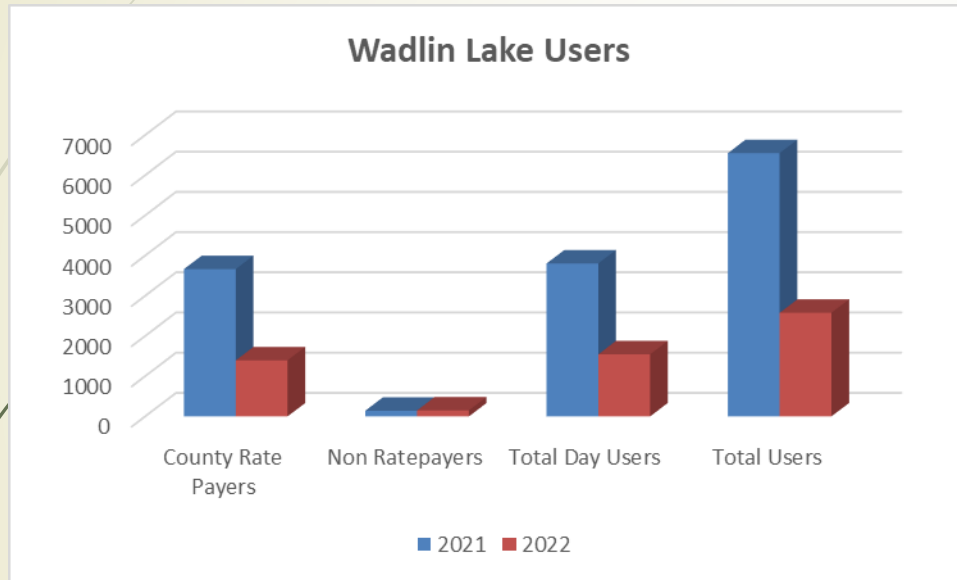 Wadlin Lake Users
7000
6000
5000
4000
3000
2000
1000
0
County Rate
Payers
Non Ratepayers
Total Day Users
Total Users
2021
2022